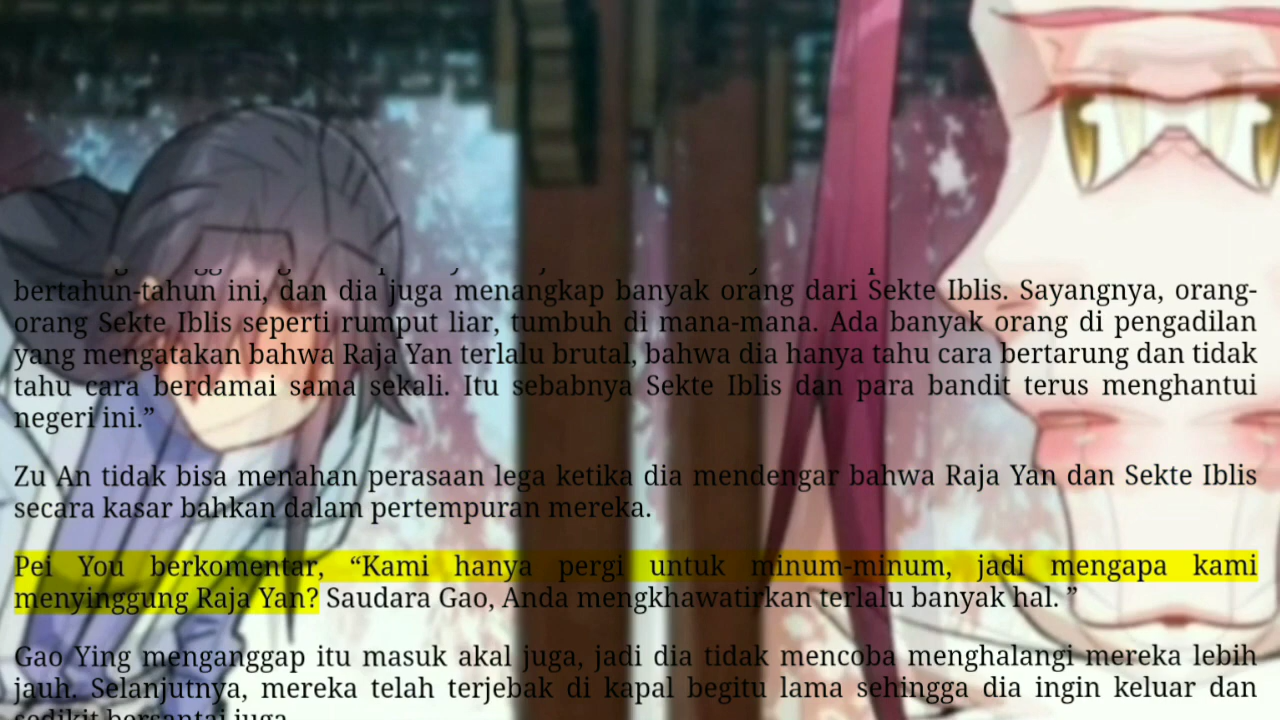 bertahun-tahun ini, dan dia juga menangkap banyak orang dari Sekte Iblis. Sayangnya, orang-
orang Sekte Iblis seperti rumput liar, tumbuh di mana-mana. Ada banyak orang di pengadilan
yang mengatakan bahwa Raja Yan terlalu brutal, bahwa dia hanya tahu cara bertarung dan tidak
tahu cara berdamai sama sekali. Itu sebabnya Sekte Iblis dan para bandit terus menghantui
negeri ini.”
Zu An tidak bisa menahan perasaan lega ketika dia mendengar bahwa Raja Yan dan Sekte Iblis
secara kasar bahkan dalam pertempuran mereka.
Pei You berkomentar, “Kami hanya pergi untuk minum-minum, jadi mengapa kami
menyinggung Raja Yan? Saudara Gao, Anda mengkhawatirkan terlalu banyak hal. ”
Gao Ying menganggap itu masuk akal juga, jadi dia tidak mencoba menghalangi mereka lebih
jauh. Selanjutnya, mereka telah terjebak di kapal begitu lama sehingga dia ingin keluar dan
sedikit bersantai juga